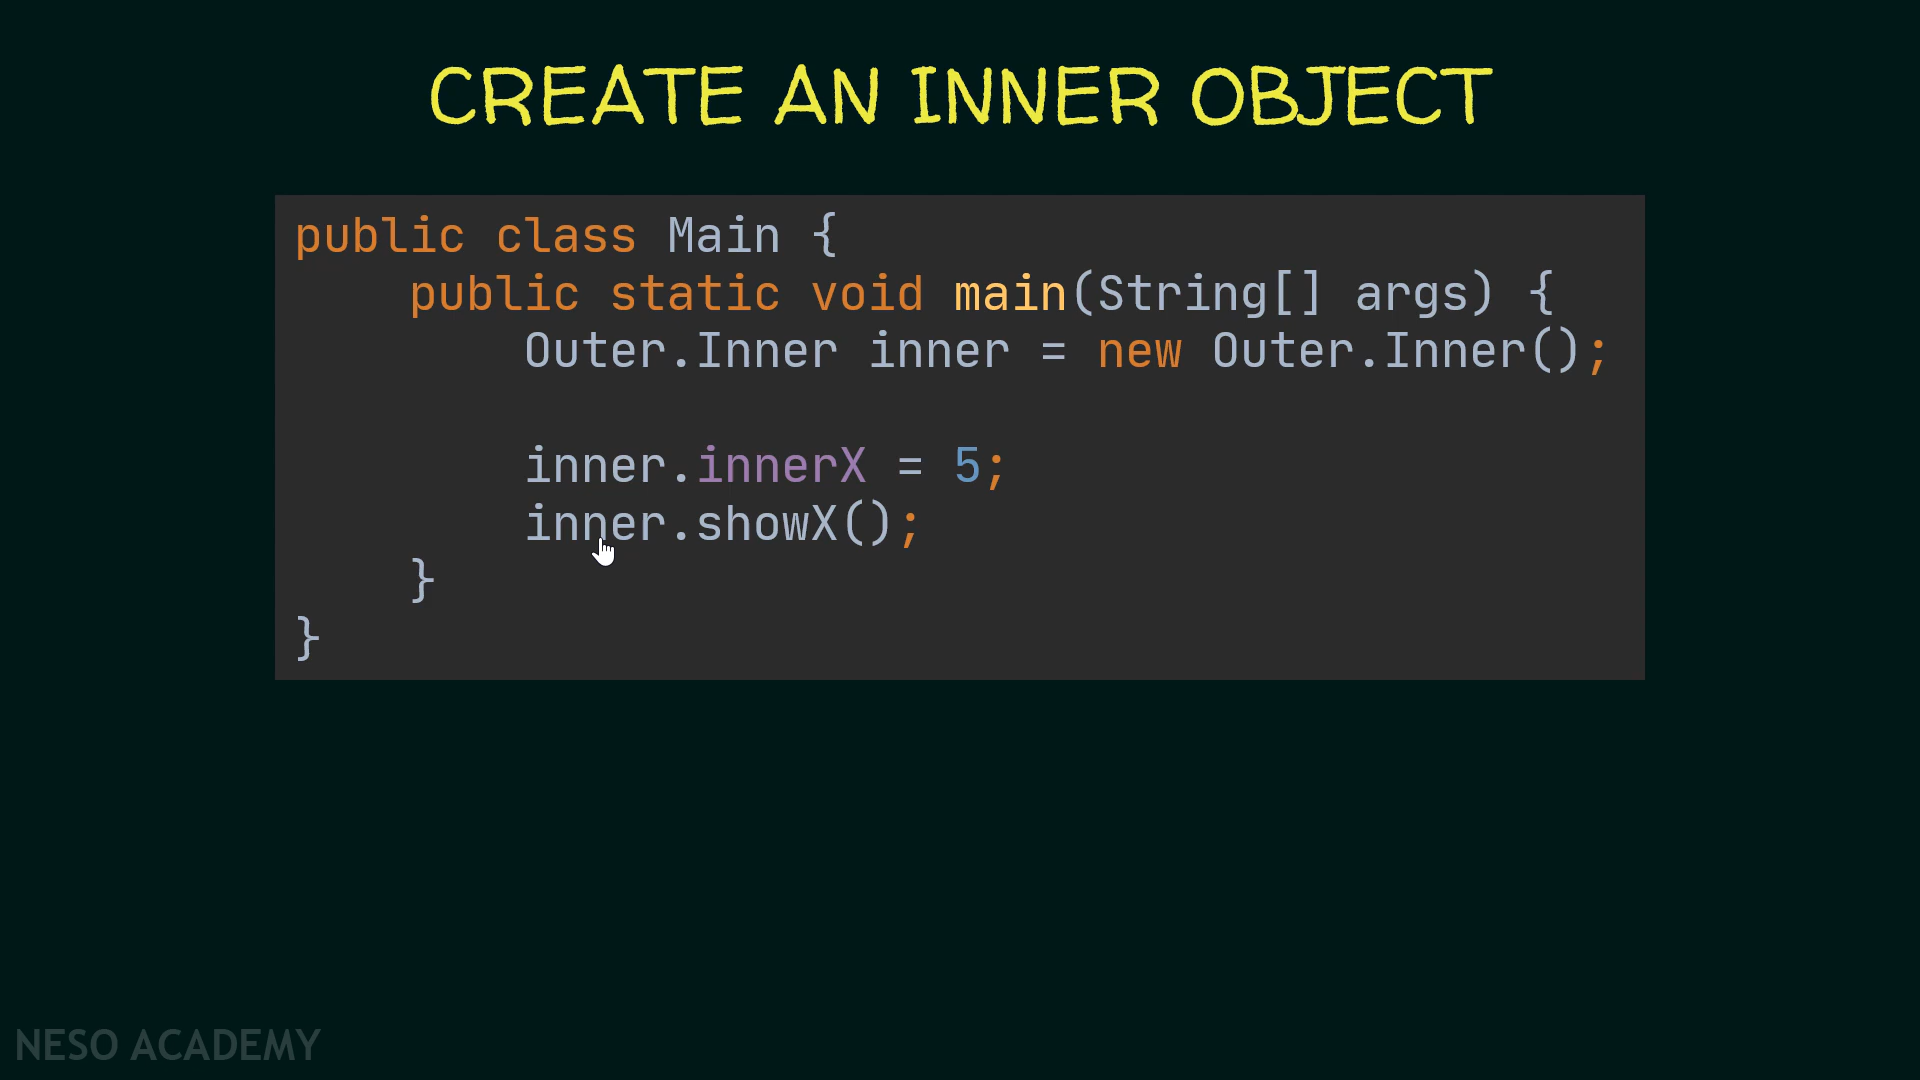 CREATE AN INNER OBJECT
public class Main {
    public static void main(String[] args) {
        Outer.Inner inner = new Outer.Inner();

        inner.innerX = 5;
        inner.showX();
    }
}
NESO ACADEMY